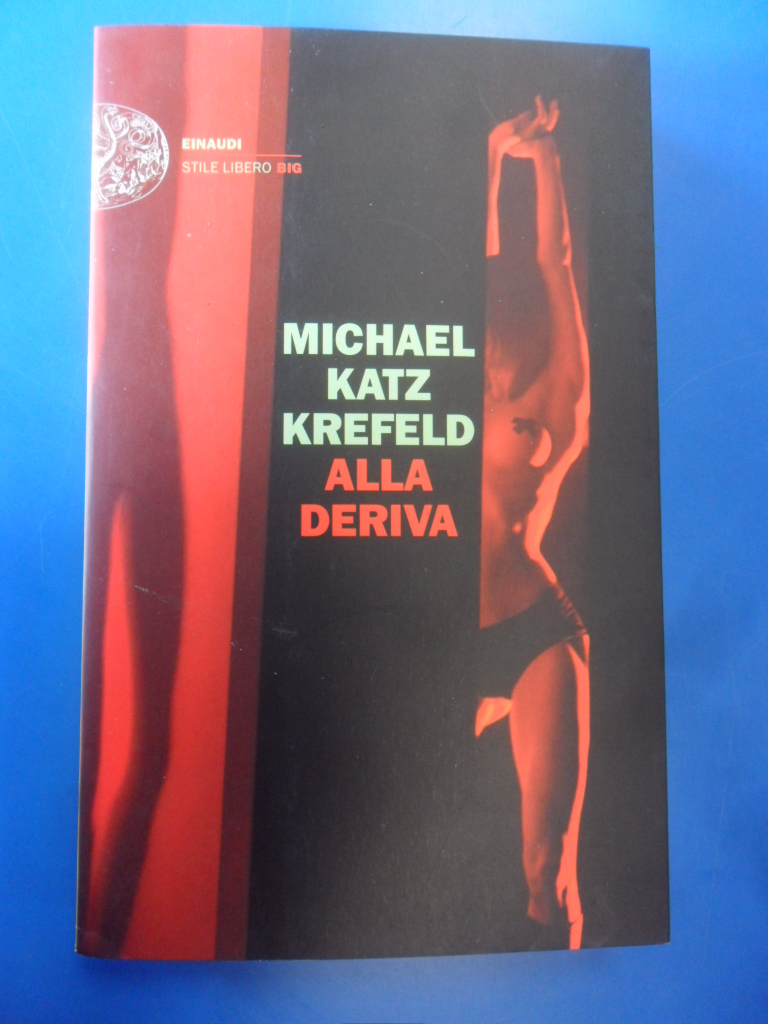 EINAUDI
STILE LIBERO BIG
MICHAEL
KATZ
KREFELD
ALLA
DERIVA